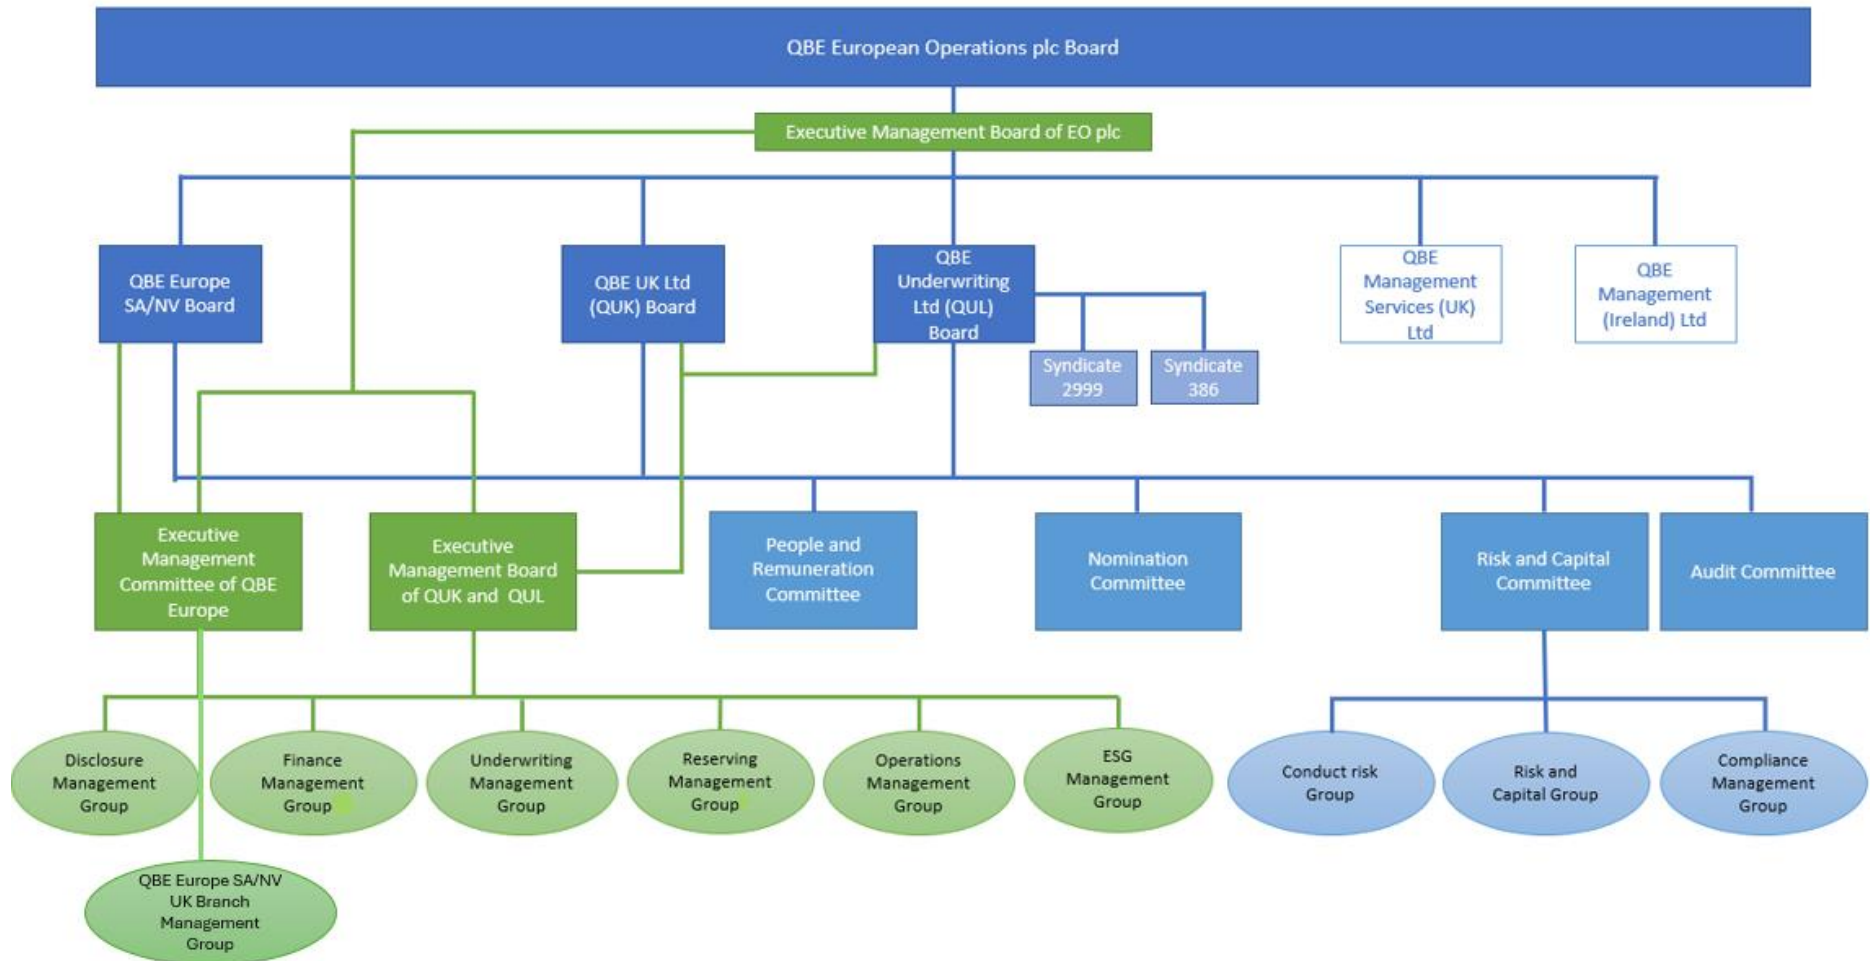 QBE European Operations plc Board
Executive Management Board of EO plc
QBE Europe
SA/NV Board
QBE UK Ltd
(QUK) Board
QBE
Underwriting
Ltd (QUL)
Board
QBE
Management
Services (UK)
Ltd
QBE
Management
(Ireland) Ltd
Syndicate
2999
Syndicate
386
Executive
Management
Committee of QBE
Europe
Executive
Management Board
of QUK and QUL
People and
Remuneration
Committee
Nomination
Committee
Risk and Capital
Committee
Audit Committee
Disclosure
Management
Group
Finance
Management
Group
Underwriting
Management
Group
Reserving
Management
Group
Operations
Management
Group
ESG
Management
Group
Conduct risk
Group
Risk and
Capital Group
Compliance
Management
Group
QBE Europe SA/NV
UK Branch
Management
Group